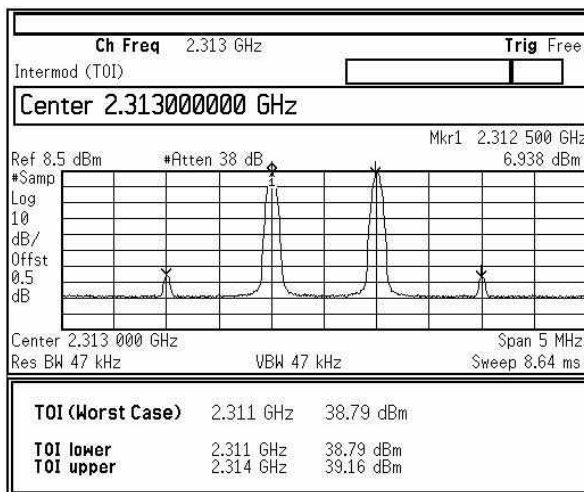 Ch Freq 2.313 GHz Trig Free
Intermod (TOI)
Center 2.313000000 GHz
Mkr1 2.312 500 GHz
Ref 8.5 dBm #Atten 38 dB 6.938 dBm
#Samp
Log
10
dB/
Offst
0.5
dB
1
Center 2.313 000 GHz Span 5 MHz
Res BW 47 kHz VBW 47 kHz Sweep 8.64 ms
TOI (Worst Case) 2.311 GHz 38.79 dBm
TOI lower 2.311 GHz 38.79 dBm
TOI upper 2.314 GHz 39.16 dBm